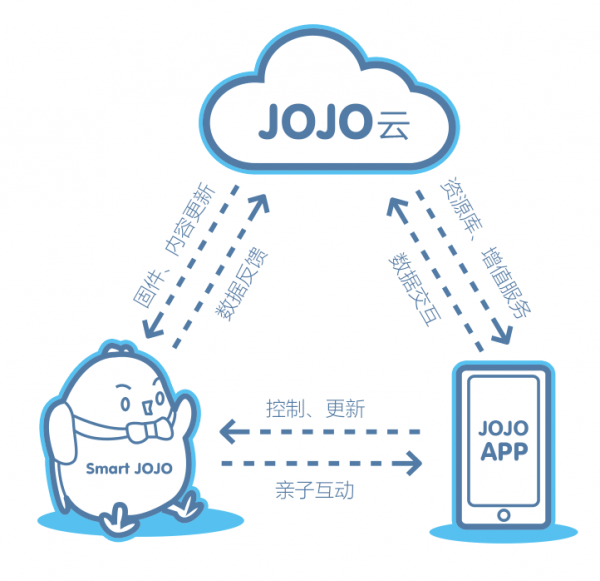 JOJO云
固件、内容更新
数据反馈
资源库、增值服务
数据交互
控制、更新
亲子互动
Smart JOJO
JOJO
APP